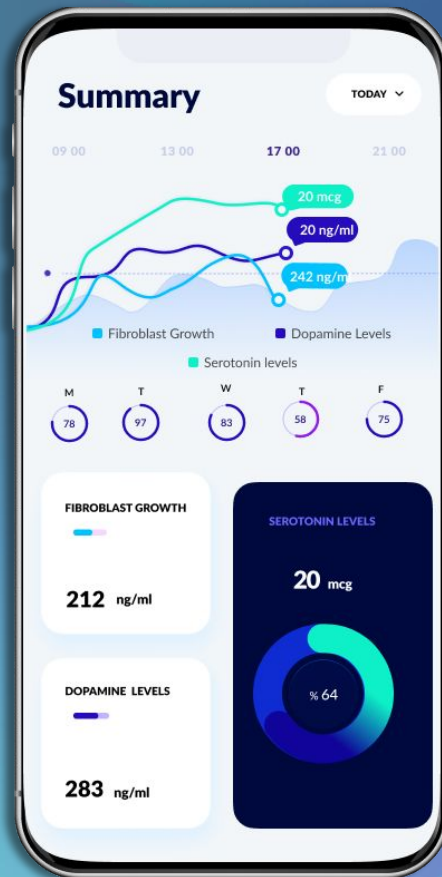 Summary
TODAY
09 00 13 00 17 00 21 00
20 mcg
20 ng/ml
242 ng/m
Fibroblast Growth Dopamine Levels
Serotonin levels
M T W T F
78 97 83 58 75
FIBROBLAST GROWTH
212 ng/ml
SEROTONIN LEVELS
20 mcg
% 64
DOPAMINE LEVELS
283 ng/ml